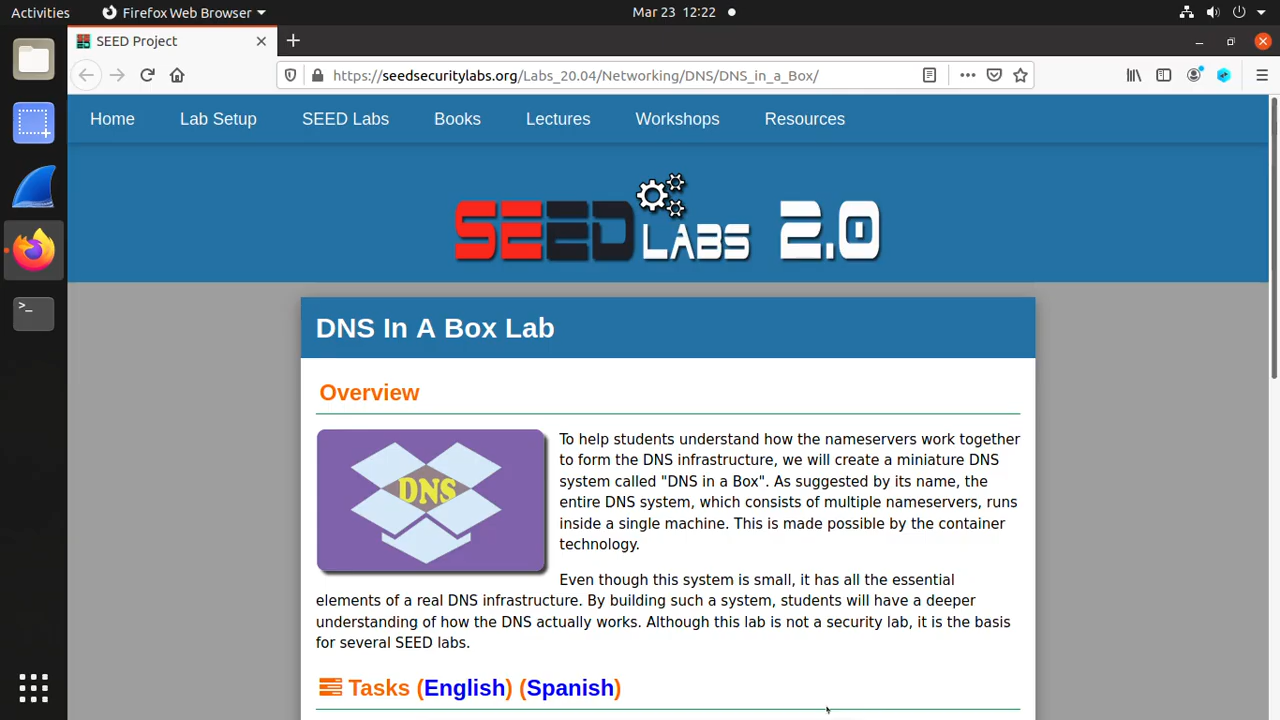 Activities
Firefox Web Browser
Mar 23 12:22
SEED Project
https://seedsecuritylabs.org/Labs_20.04/Networking/DNS/DNS_in_a_Box/
Home
Lab Setup
SEED Labs
Books
Lectures
Workshops
Resources
SEED LABS 2.0
DNS In A Box Lab
Overview
DNS
To help students understand how the nameservers work together
to form the DNS infrastructure, we will create a miniature DNS
system called "DNS in a Box". As suggested by its name, the
entire DNS system, which consists of multiple nameservers, runs
inside a single machine. This is made possible by the container
technology.
Even though this system is small, it has all the essential
elements of a real DNS infrastructure. By building such a system, students will have a deeper
understanding of how the DNS actually works. Although this lab is not a security lab, it is the basis
for several SEED labs.
Tasks (English) (Spanish)